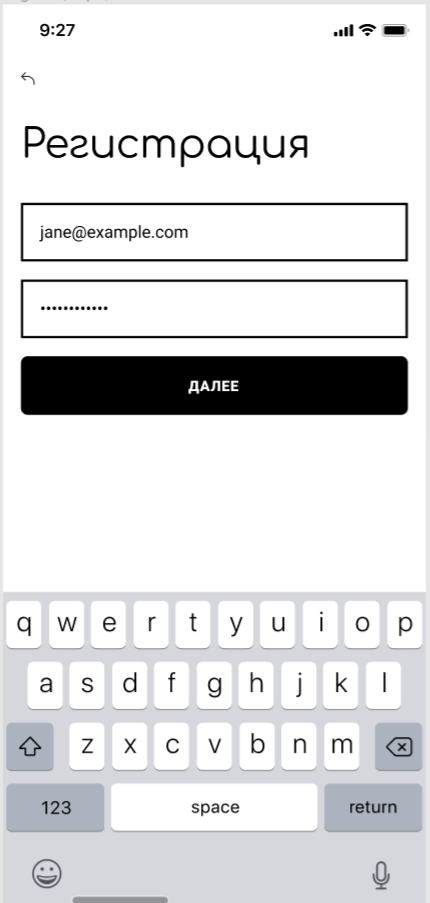 9:27
Регистрация
jane@example.com
••••••••••••
ДАЛЕЕ
q w e r t y u i o p
a s d f g h j k l
z x c v b n m
123 space return